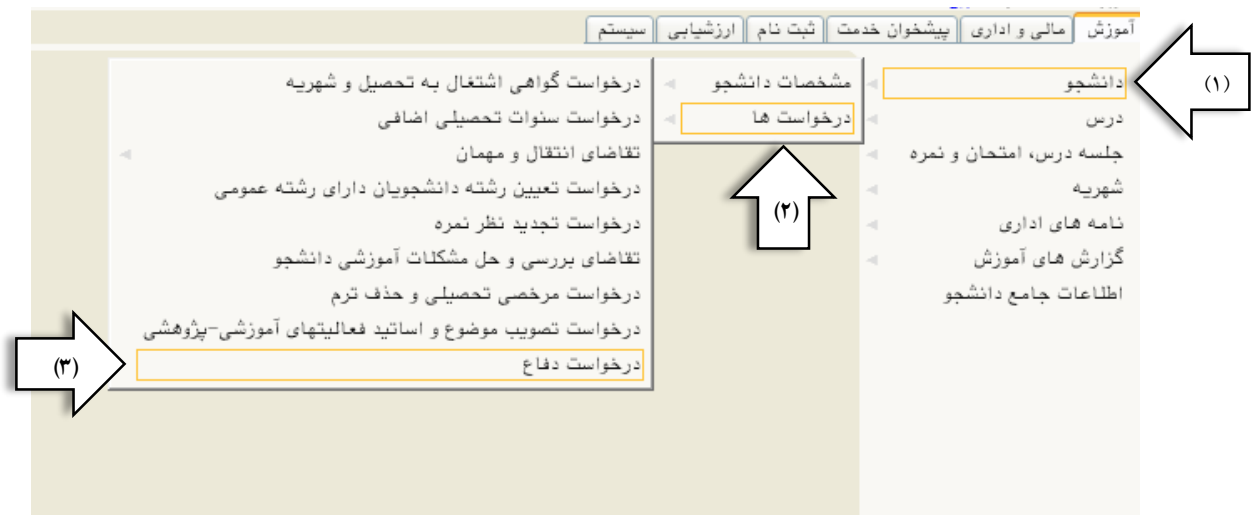 آموزش
مالی و اداری
پیشخوان خدمت
ثبت نام
ارزشیابی
سیستم
دانشجو
(۱)
درس
جلسه درس، امتحان و نمره
شهریه
نامه های اداری
گزارش های آموزش
اطلاعات جامع دانشجو
مشخصات دانشجو
درخواست ها
(۲)
درخواست گواهی اشتغال به تحصیل و شهریه
درخواست سنوات تحصیلی اضافی
تقاضای انتقال و مهمان
درخواست تعیین رشته دانشجویان دارای رشته عمومی
درخواست تجدید نظر نمره
تقاضای بررسی و حل مشکلات آموزشی دانشجو
درخواست مرخصی تحصیلی و حذف ترم
درخواست تصویب موضوع و اساتید فعالیتهای آموزشی-پژوهشی
درخواست دفاع
(۳)